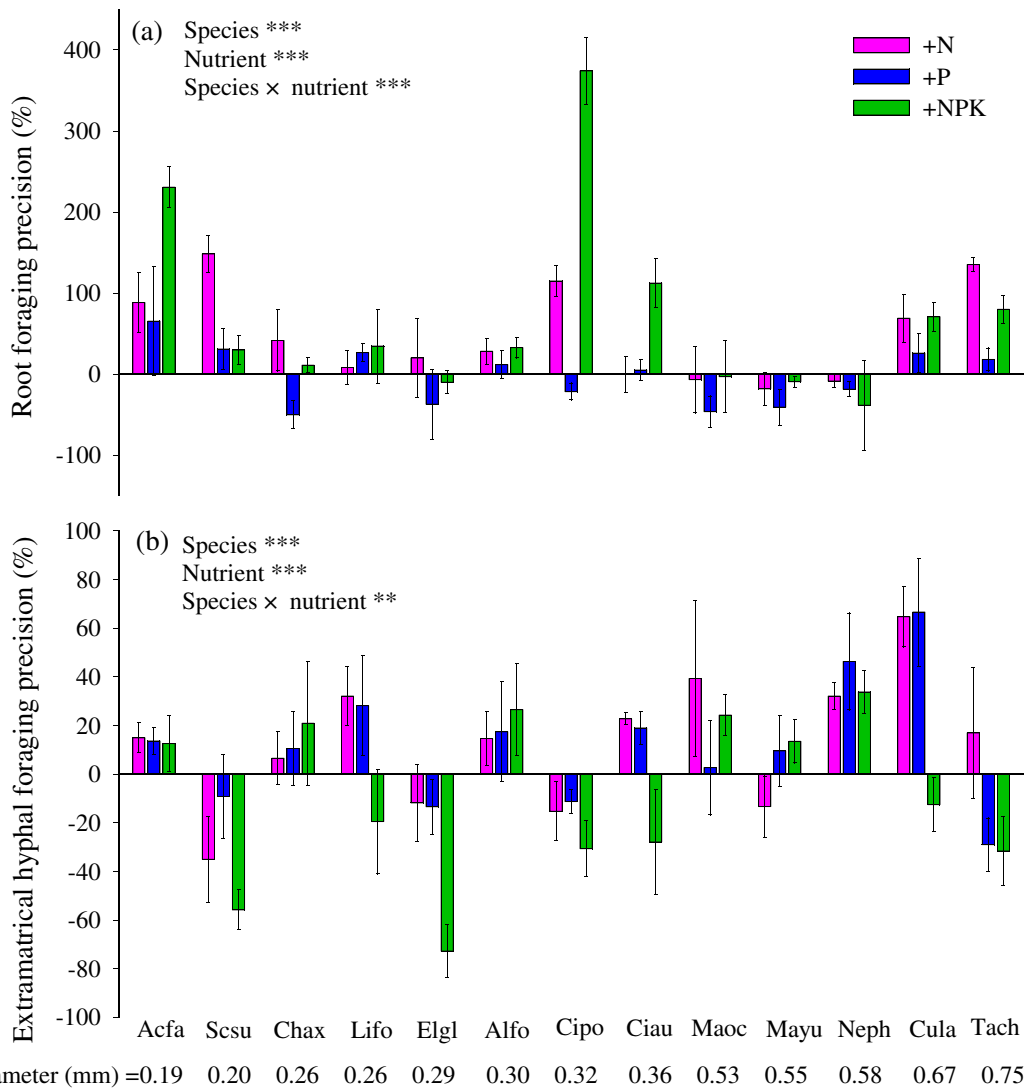 (a)
Species ***
Nutrient ***
Species × nutrient ***
+N
+P
+NPK
Root foraging precision (%)
400
300
200
100
0
-100
(b)
Species ***
Nutrient ***
Species × nutrient **
Extramatrical hyphal foraging precision (%)
100
80
60
40
20
0
-20
-40
-60
-80
-100
Acfa Scsu Chax Lifo Elgl Alfo Cipo Ciau Maoc Mayu Neph Cula Tach
(mm) =0.19 0.20 0.26 0.26 0.29 0.30 0.32 0.36 0.53 0.55 0.58 0.67 0.75